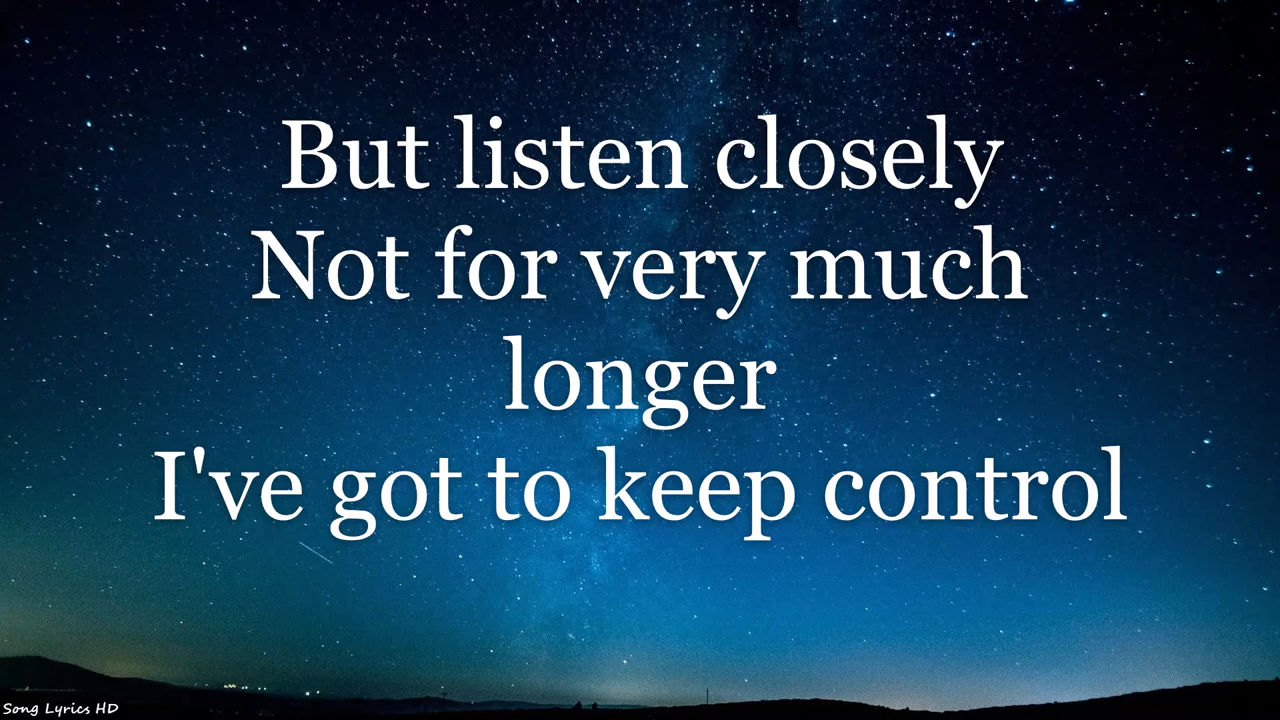 But listen closely
Not for very much
longer
I've got to keep control
Song Lyrics HD